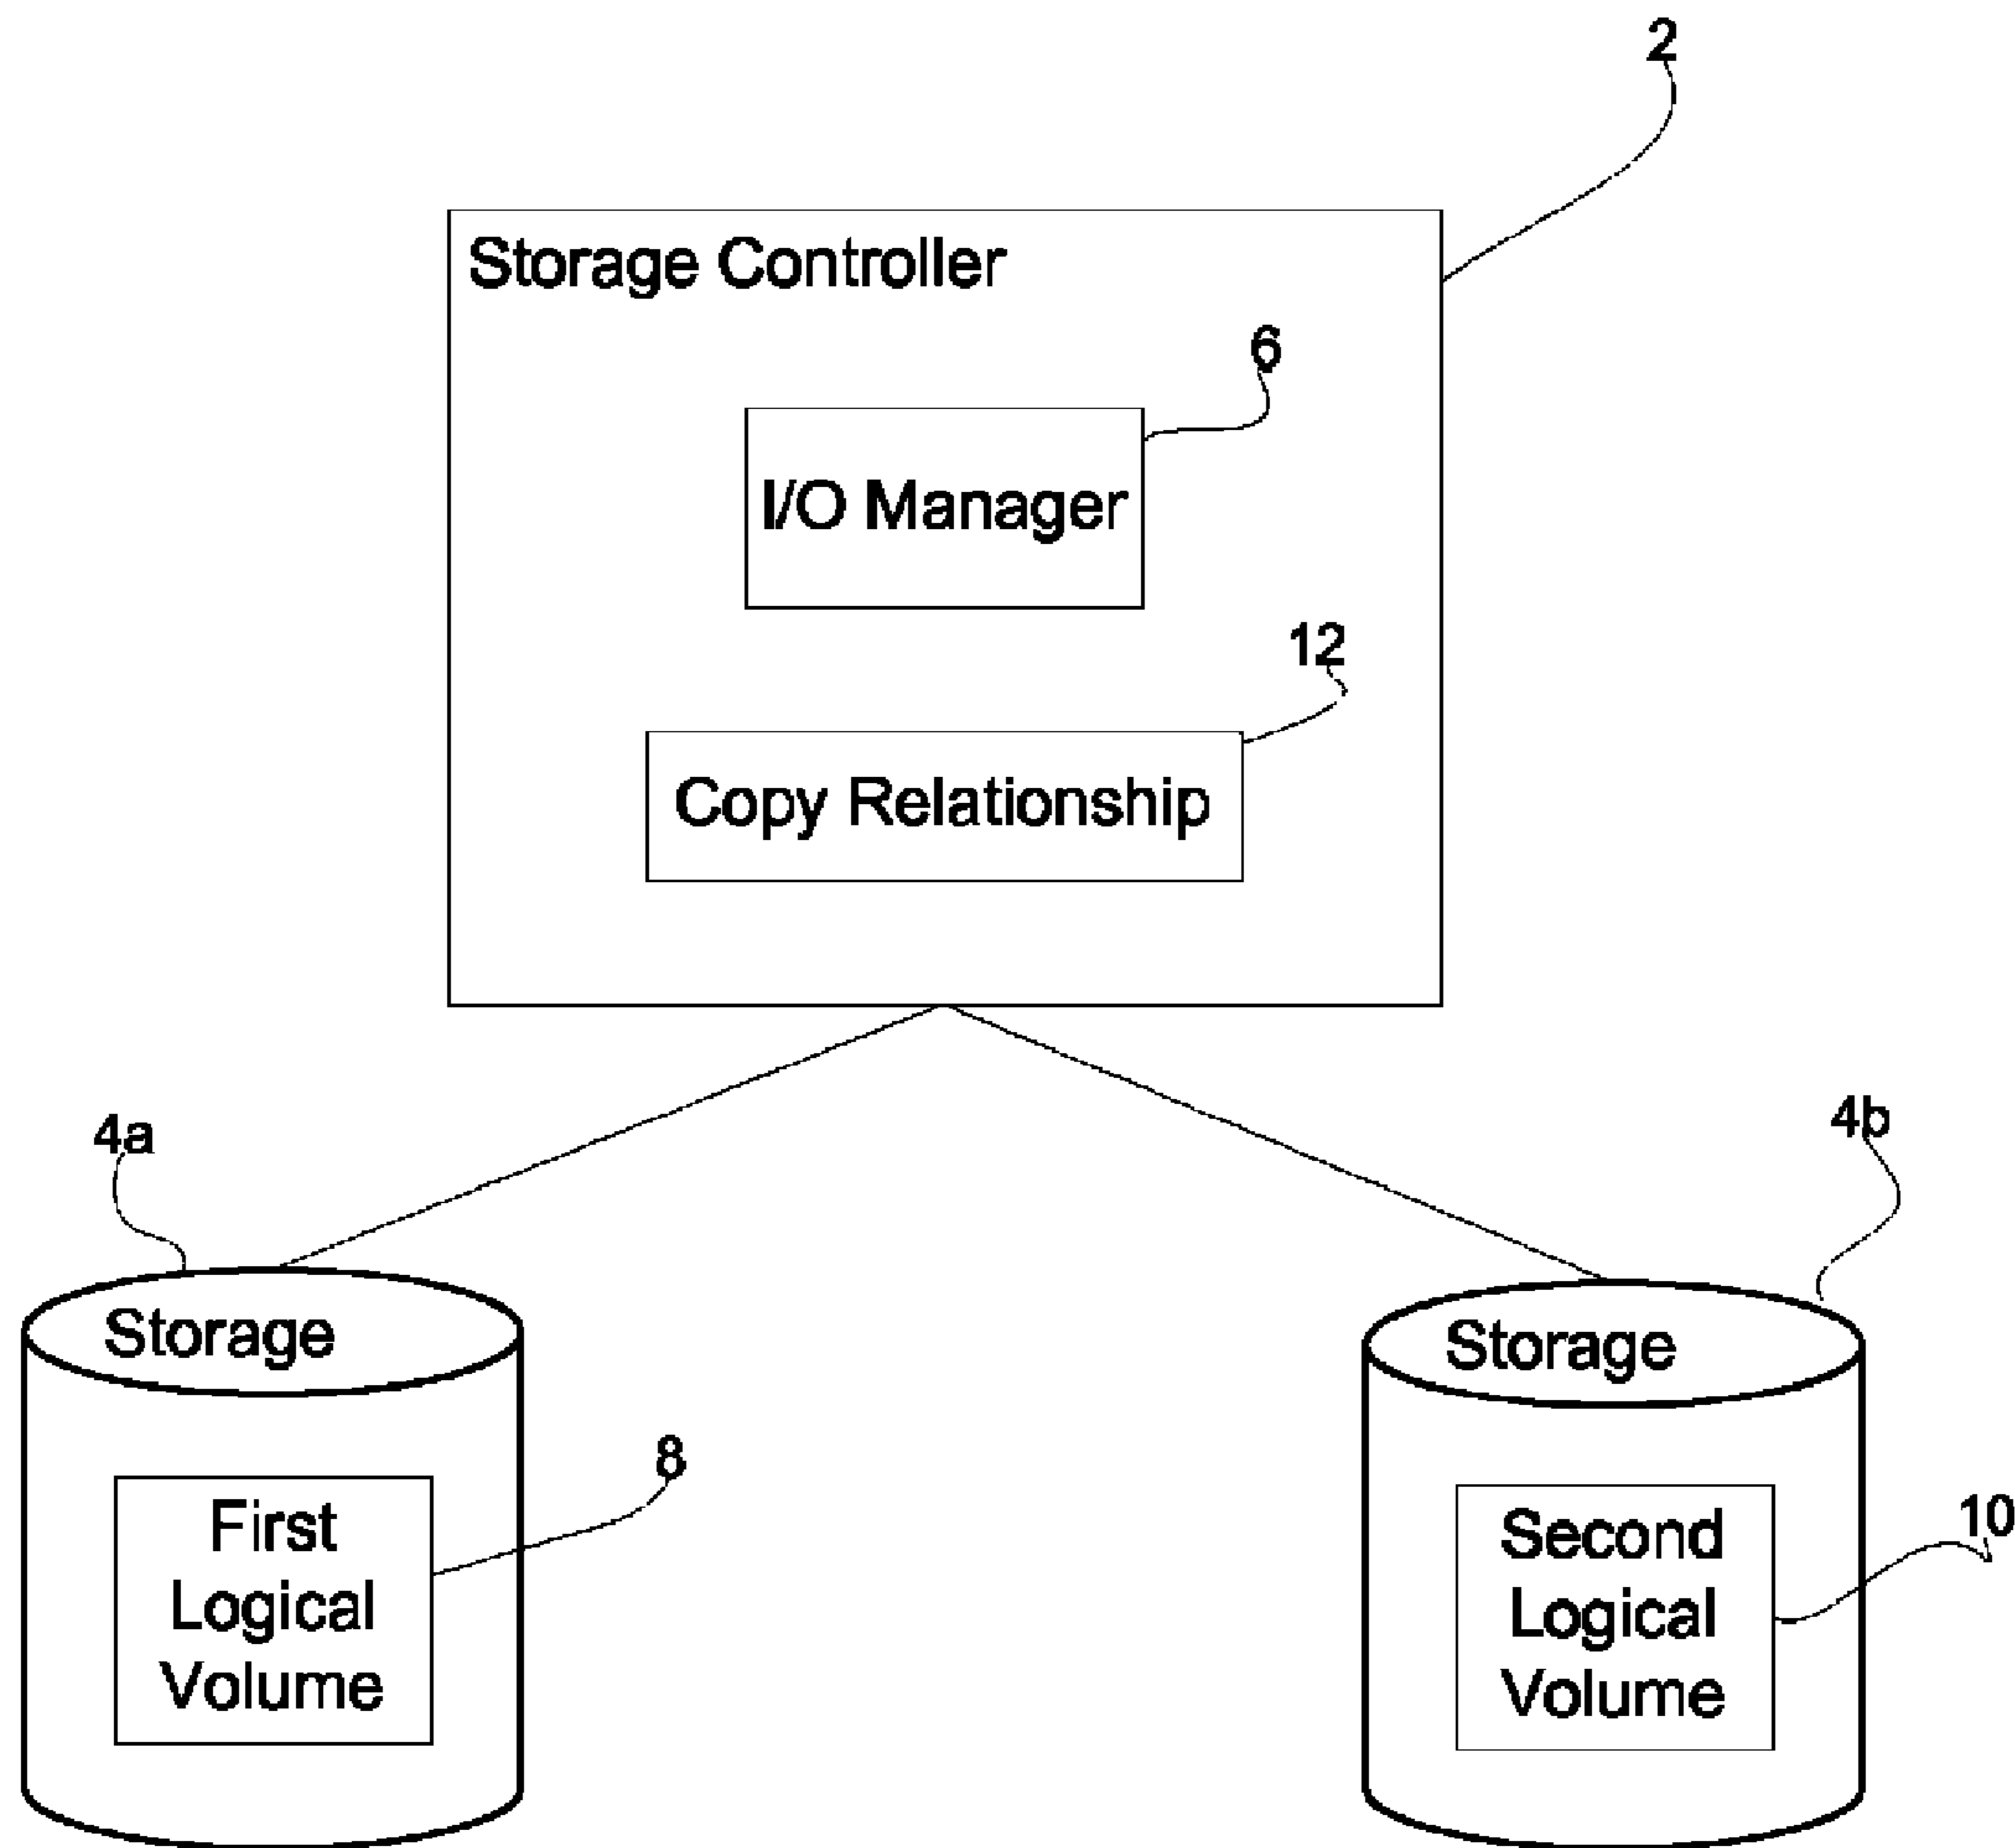 2
Storage Controller
6
I/O Manager
12
Copy Relationship
4a
4b
Storage
Storage
8
First
Logical
Volume
10
Second
Logical
Volume